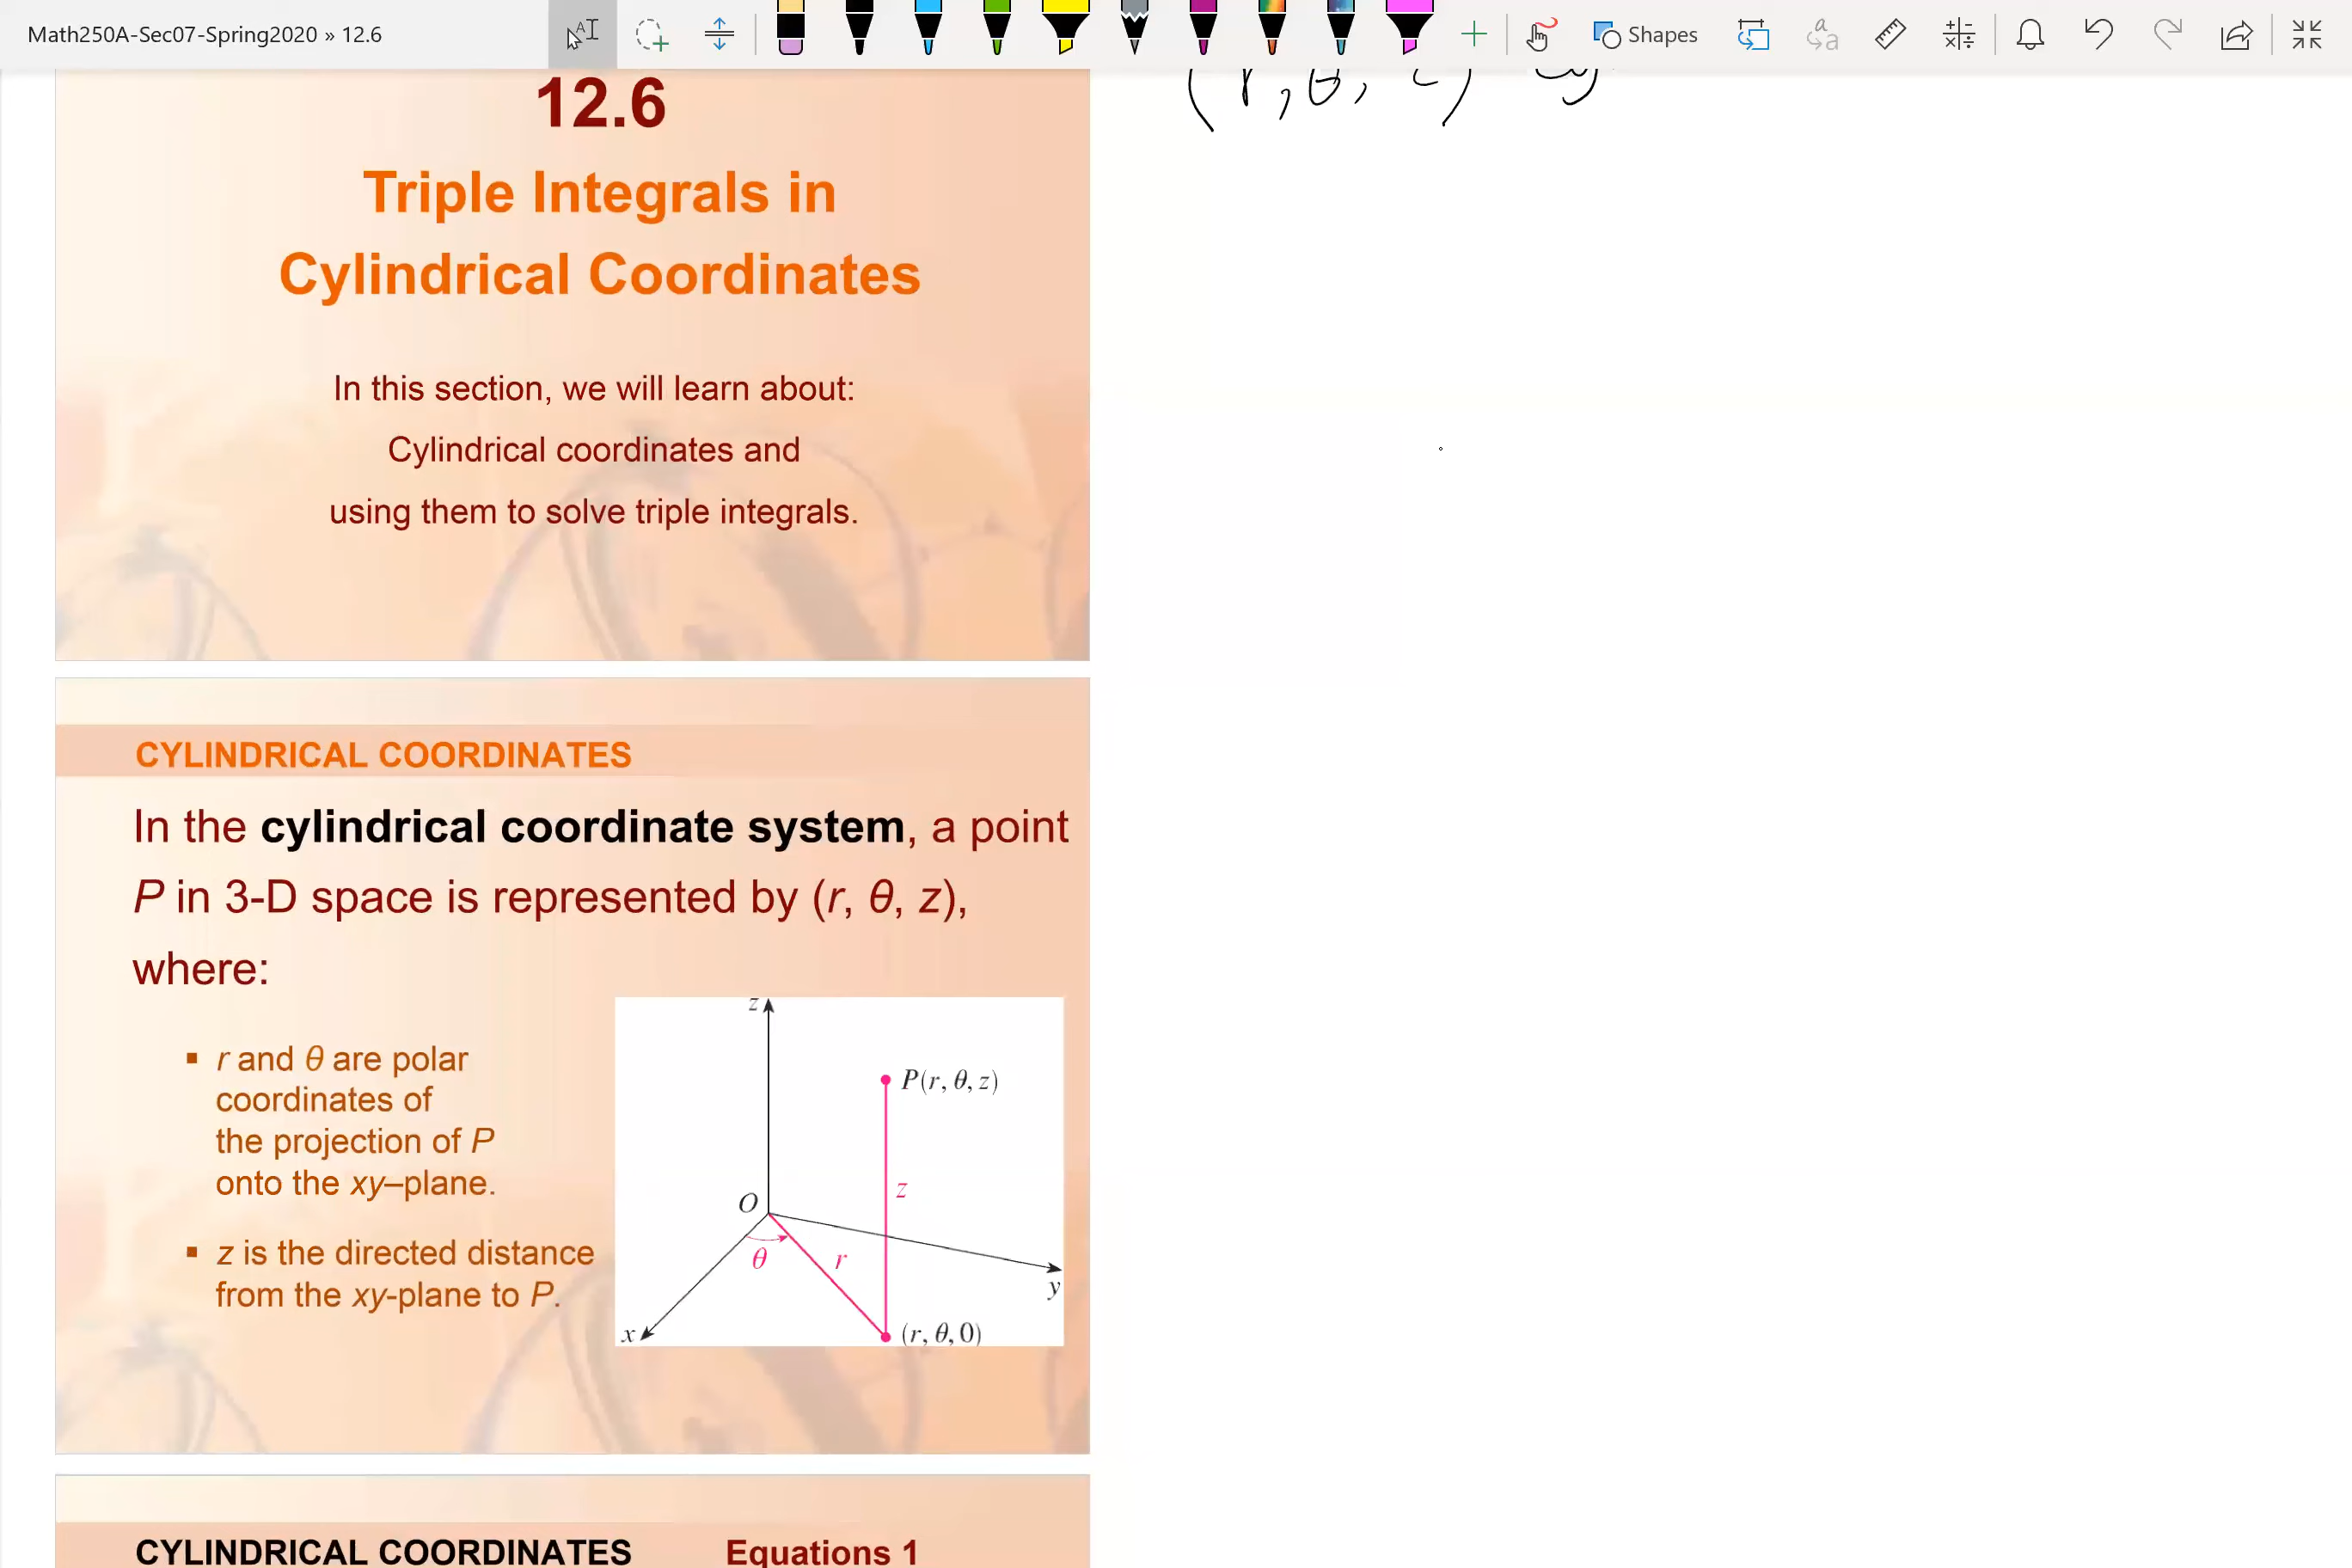 Math250A-Sec07-Spring2020 » 12.6
Shapes
(r, θ, z)
12.6
Triple Integrals in
Cylindrical Coordinates
In this section, we will learn about:
Cylindrical coordinates and
using them to solve triple integrals.
CYLINDRICAL COORDINATES
In the cylindrical coordinate system, a point
P in 3-D space is represented by (r, θ, z),
where:
▪ r and θ are polar
coordinates of
the projection of P
onto the xy–plane.
▪ z is the directed distance
from the xy-plane to P.
z
P(r, θ, z)
z
O
θ
r
y
x
(r, θ, 0)
CYLINDRICAL COORDINATES Equations 1